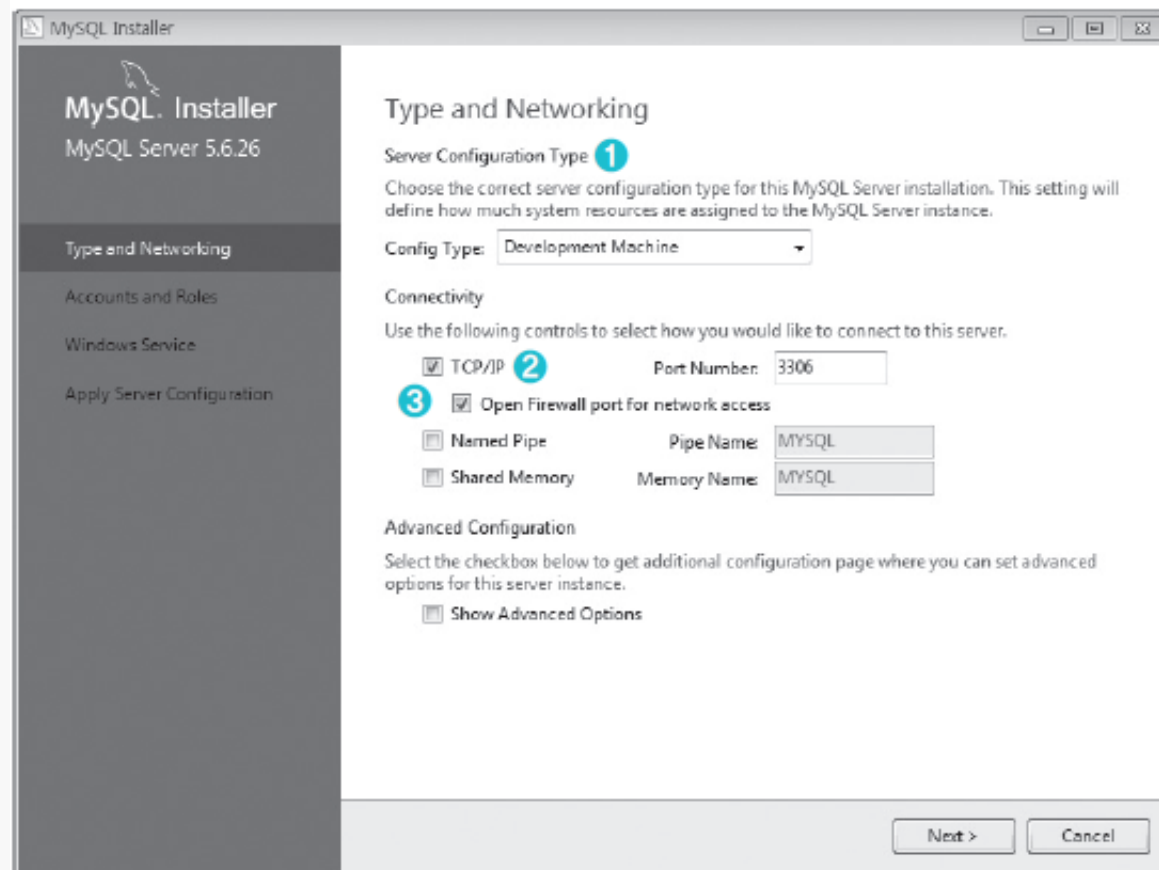 MySQL Installer
MySQL. Installer
MySQL Server 5.6.26
Type and Networking
Accounts and Roles
Windows Service
Apply Server Configuration
Type and Networking
Server Configuration Type 1
Choose the correct server configuration type for this MySQL Server installation. This setting will
define how much system resources are assigned to the MySQL Server instance.
Config Type: Development Machine
Connectivity
Use the following controls to select how you would like to connect to this server.
TCP/IP 2 Port Number: 3306
3 Open Firewall port for network access
Named Pipe Pipe Name: MYSQL
Shared Memory Memory Name: MYSQL
Advanced Configuration
Select the checkbox below to get additional configuration page where you can set advanced
options for this server instance.
Show Advanced Options
Next > Cancel